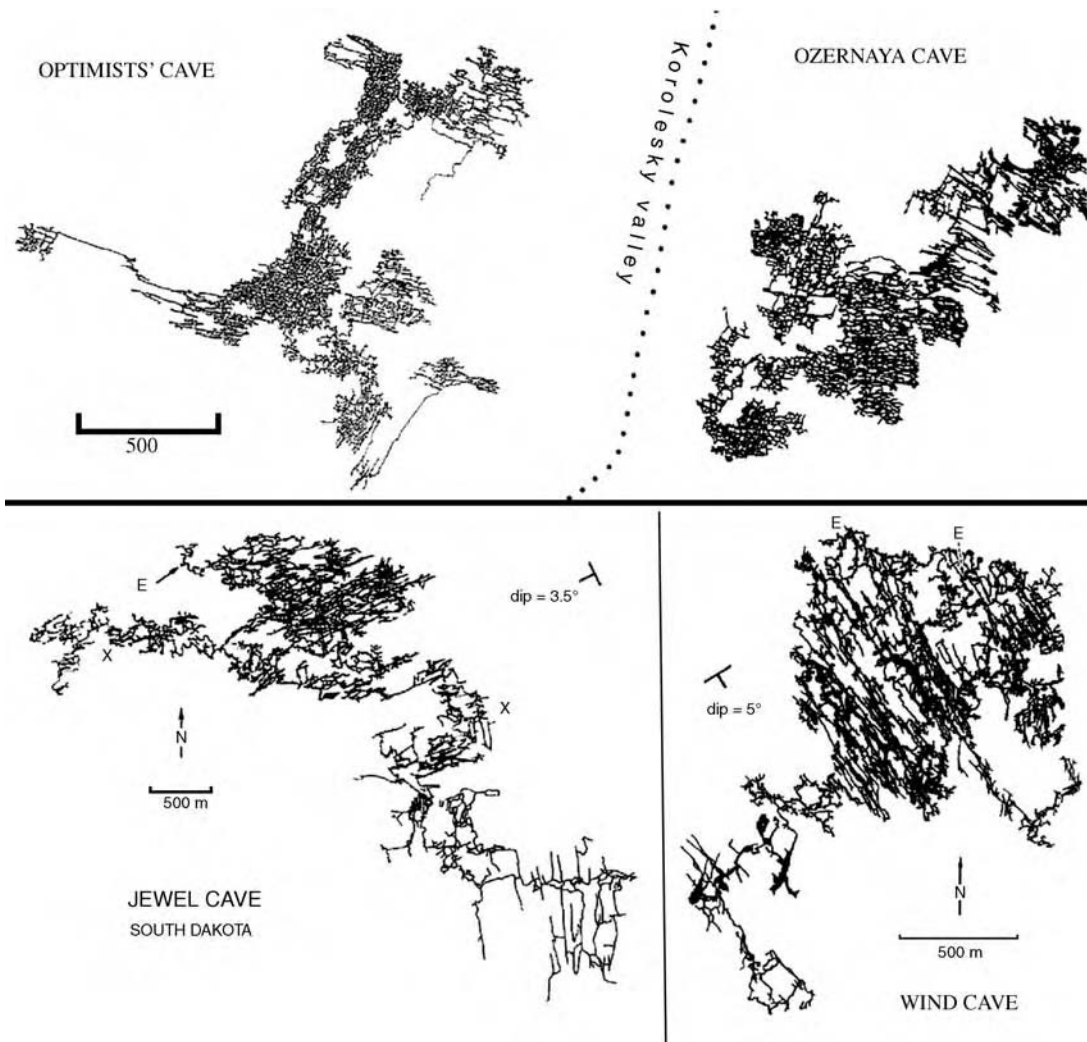 OPTIMISTS' CAVE
Korolesky valley
OZERNAYA CAVE
500
E
X
N
500 m
dip = 3.5°
X
JEWEL CAVE
SOUTH DAKOTA
E
E
dip = 5°
N
500 m
WIND CAVE